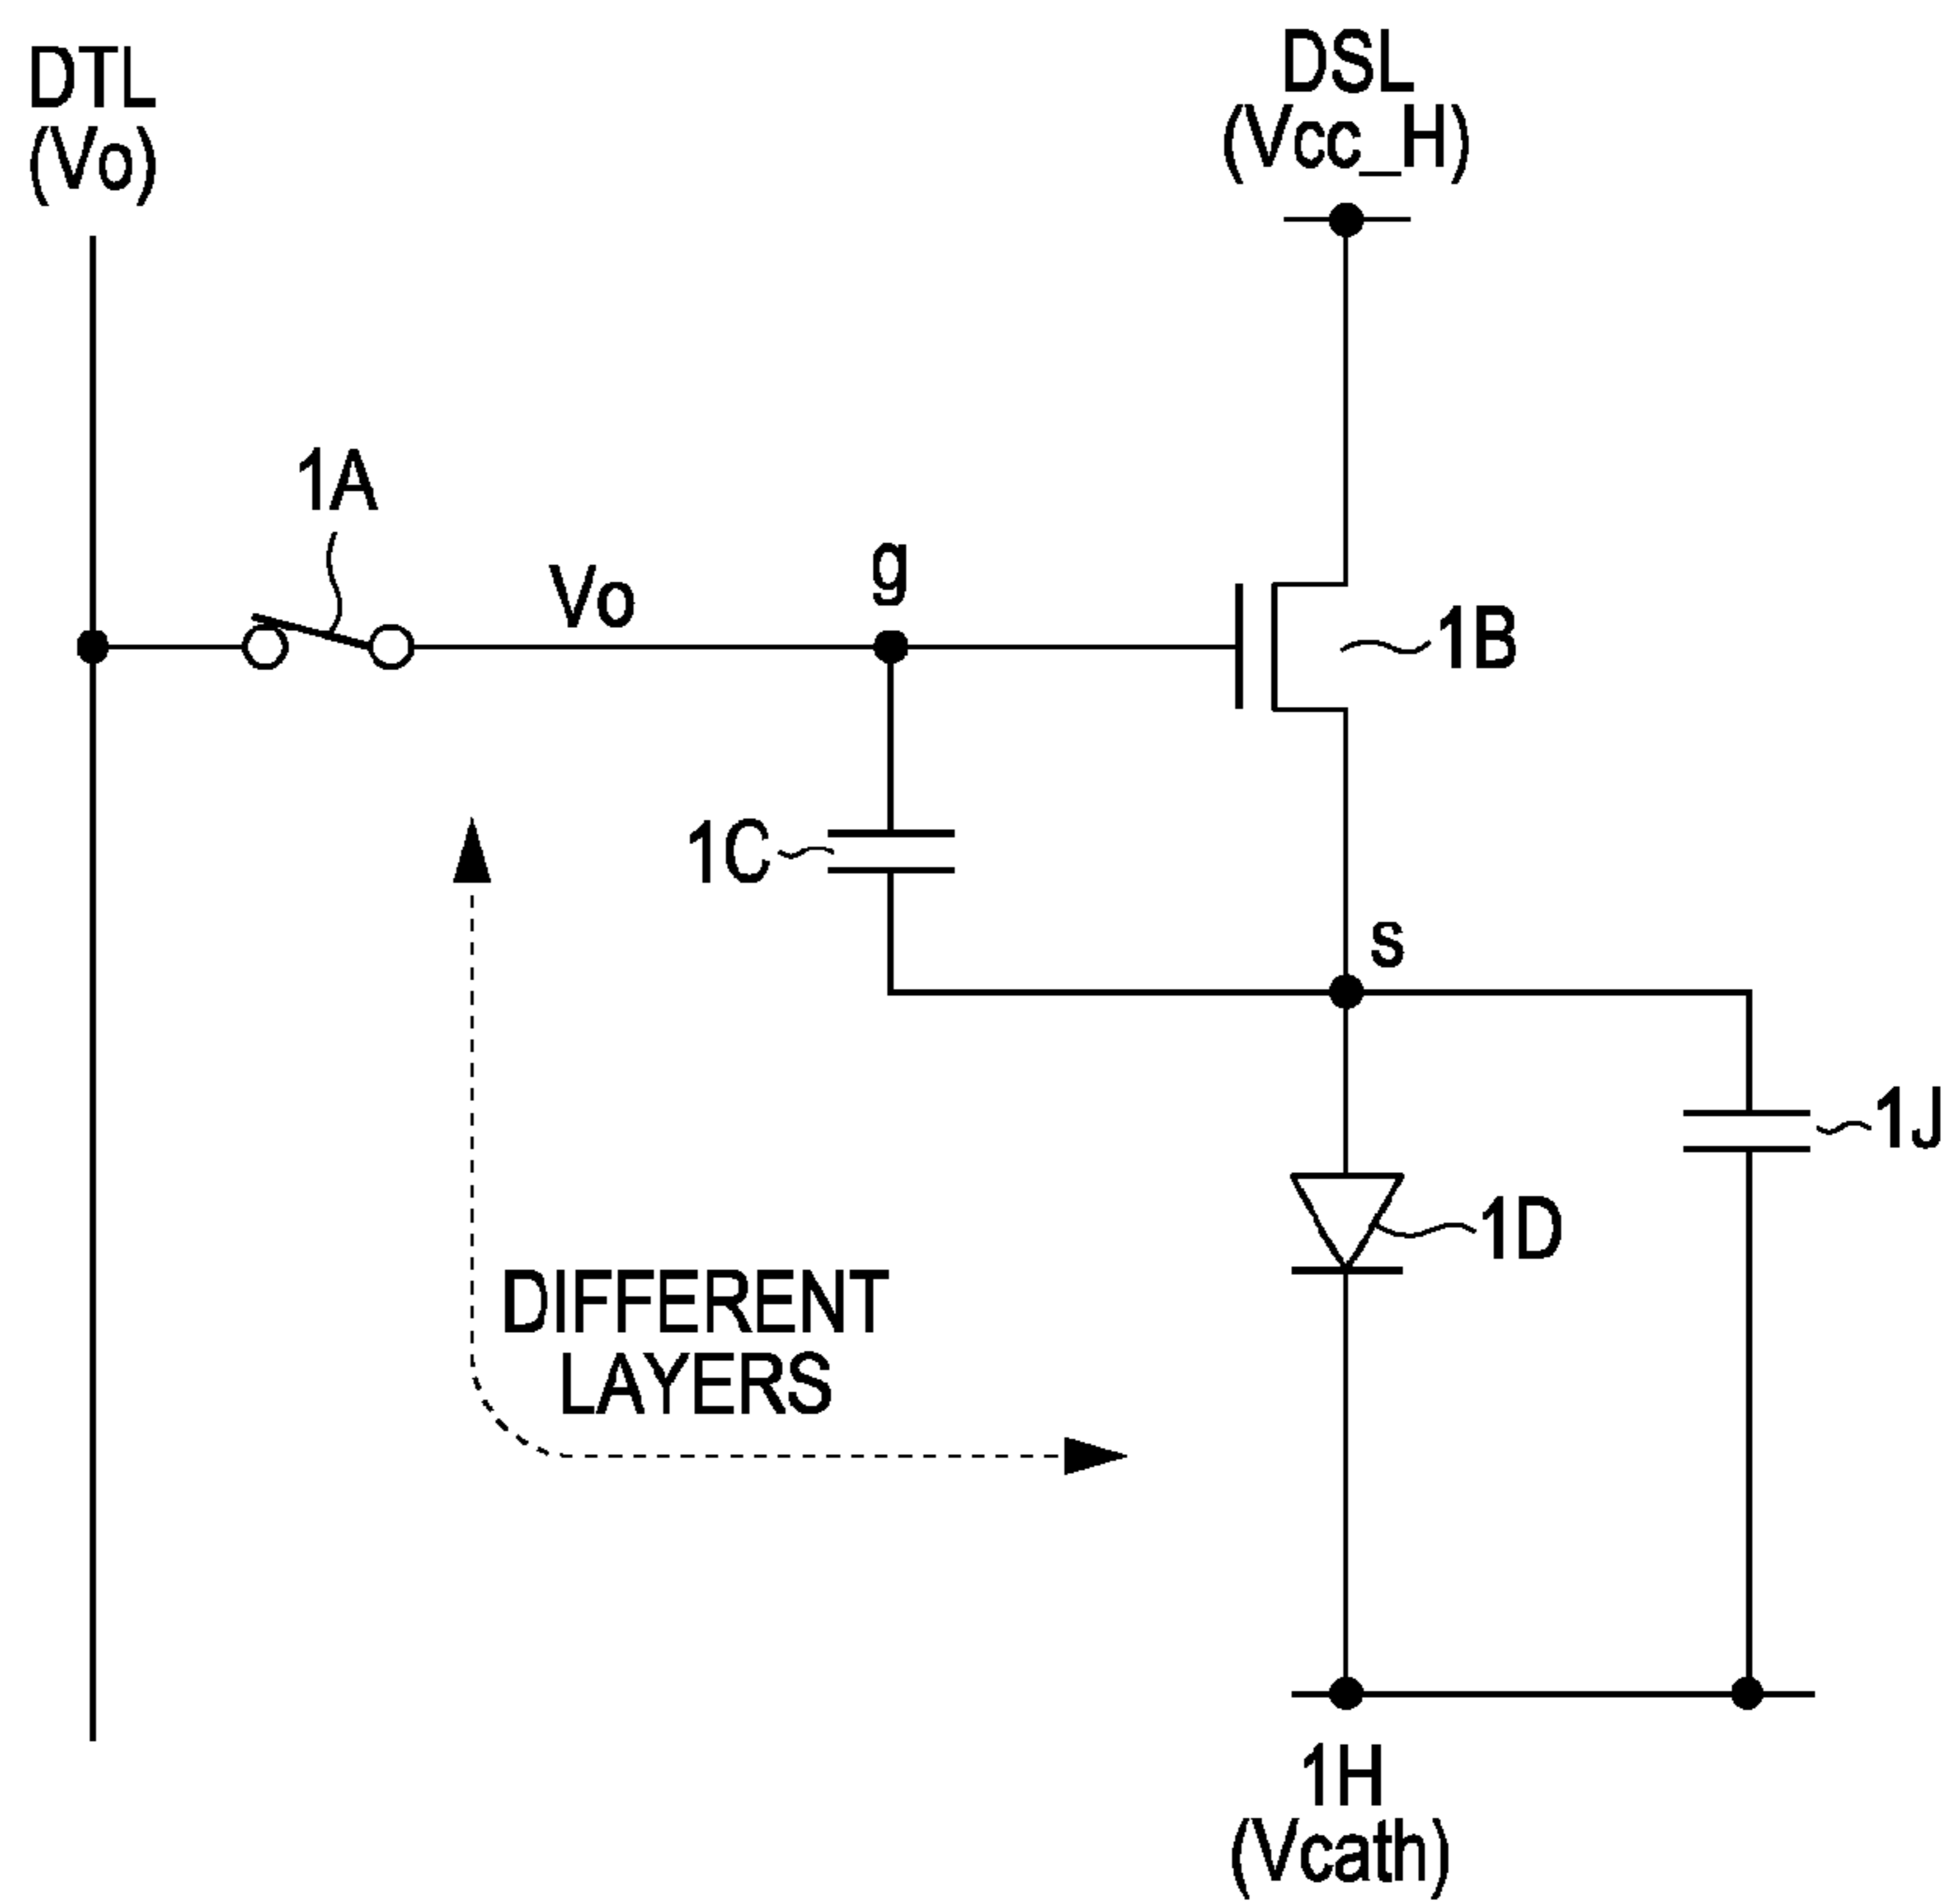 DTL
(Vo)
DSL
(Vcc_H)
1A
Vo
g
1B
1C
s
1J
1D
DIFFERENT
LAYERS
1H
(Vcath)